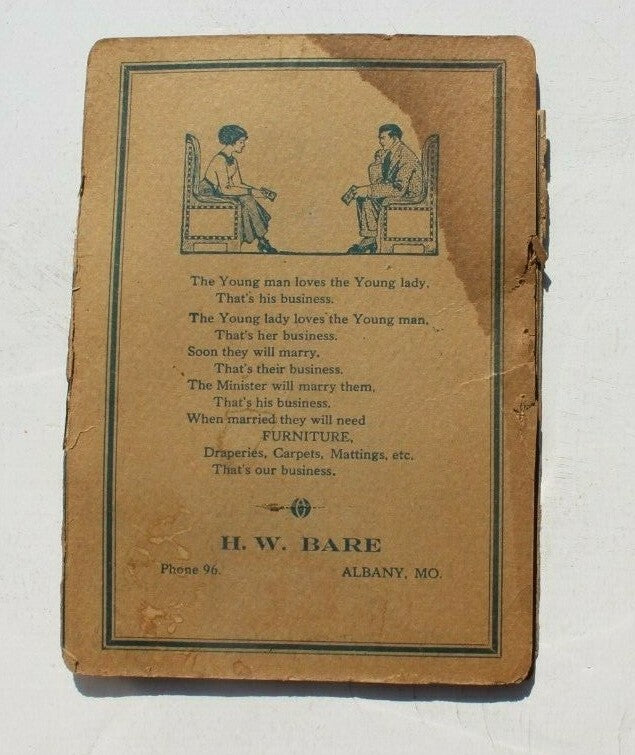 The Young man loves the Young lady,
That's his business.
The Young lady loves the Young man,
That's her business.
Soon they will marry,
That's their business.
The Minister will marry them,
That's his business.
When married they will need
FURNITURE,
Draperies, Carpets, Mattings, etc.
That's our business.
H. W. BARE
Phone 96. ALBANY, MO.